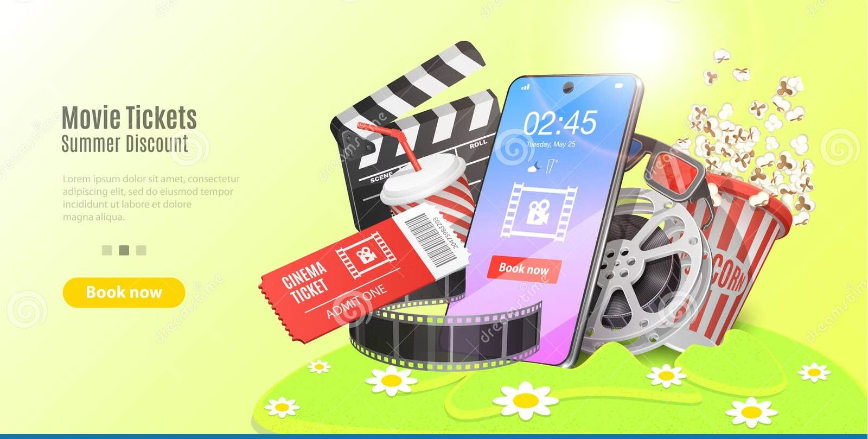 Movie Tickets
Summer Discount
Lorem ipsum dolor sit amet, consectetur
adipiscing elit, sed do eiusmod tempor
incididunt ut labore et dolore
magna aliqua.
Book now
SCENE
ROLL
CINEMA
TICKET
ADMIT ONE
02:45
Tuesday, May 25
Book now
CORN
dreamstime